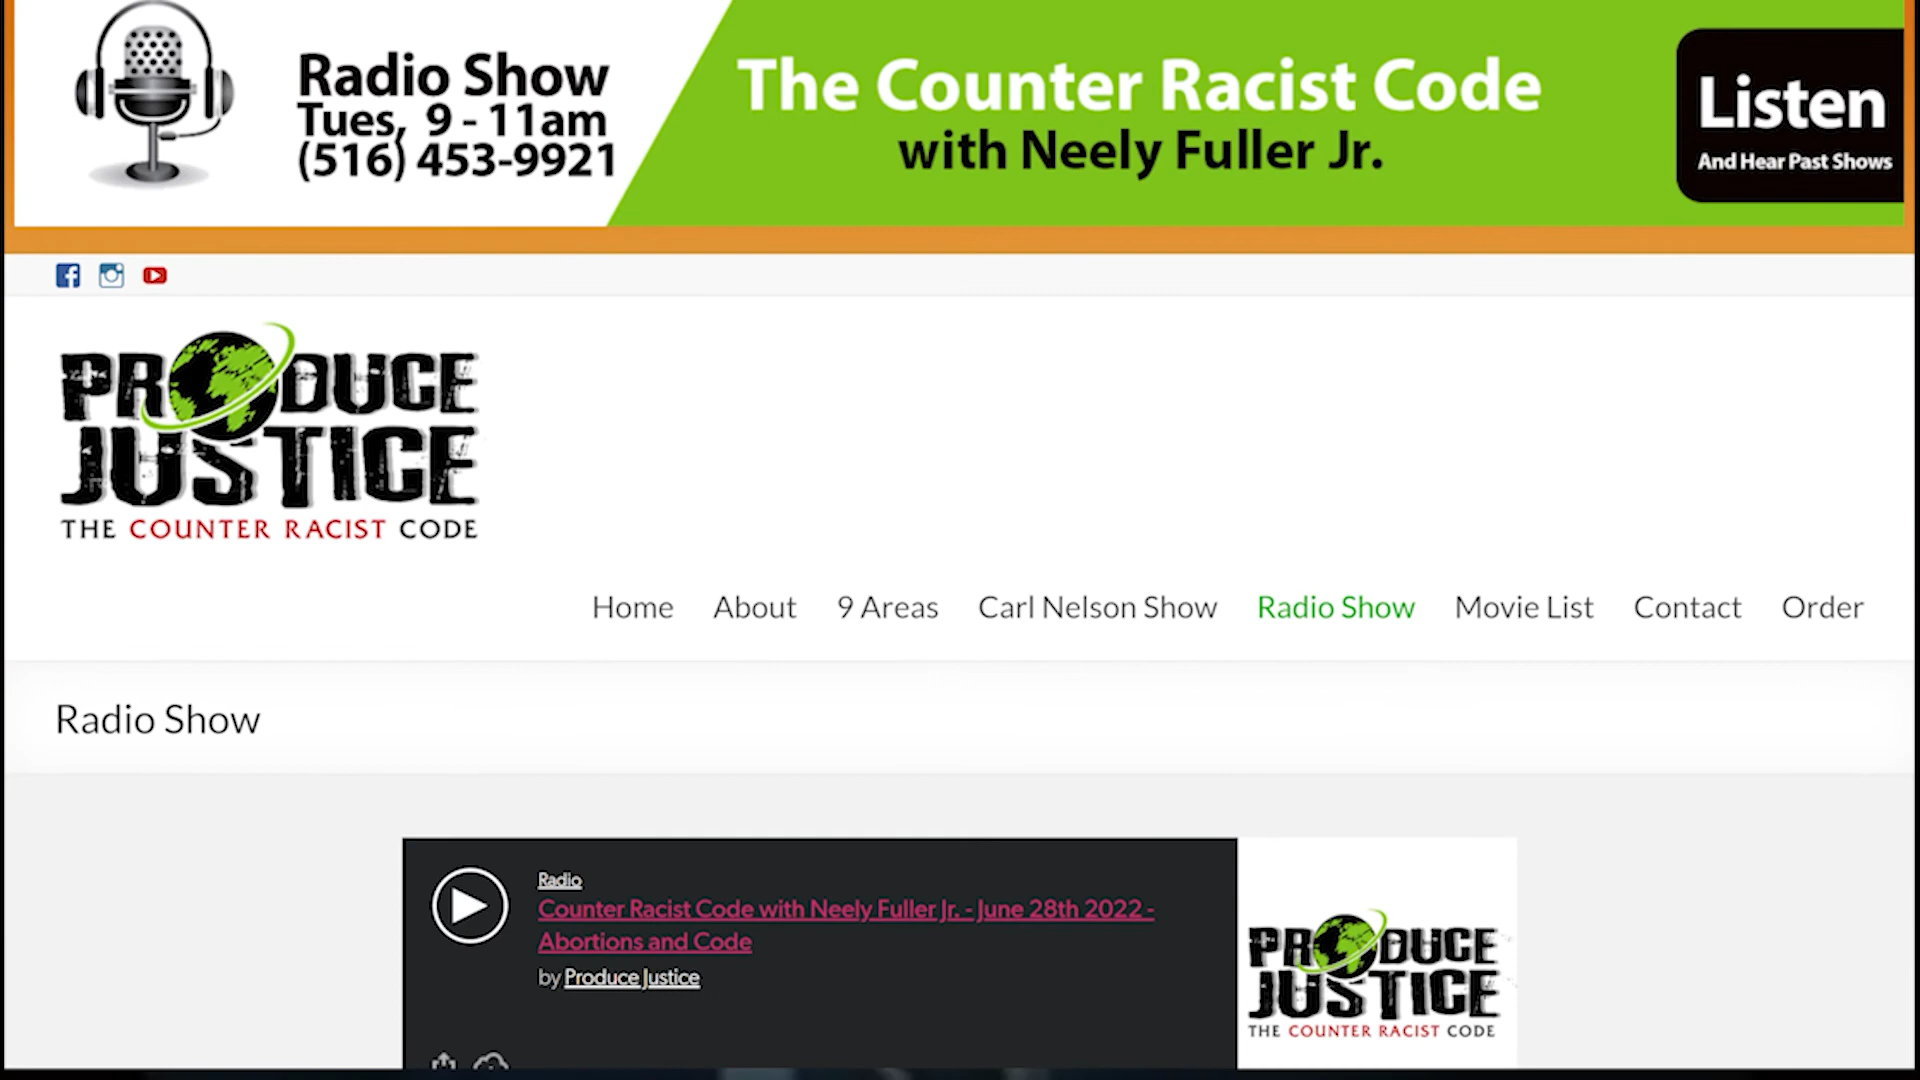 Radio Show
Tues, 9 - 11am
(516) 453-9921
The Counter Racist Code
with Neely Fuller Jr.
Listen
And Hear Past Shows
PRODUCE
JUSTICE
THE COUNTER RACIST CODE
Home About 9 Areas Carl Nelson Show Radio Show Movie List Contact Order
Radio Show
Radio
Counter Racist Code with Neely Fuller Jr. - June 28th 2022 -
Abortions and Code
by Produce Justice
PRODUCE
JUSTICE
THE COUNTER RACIST CODE